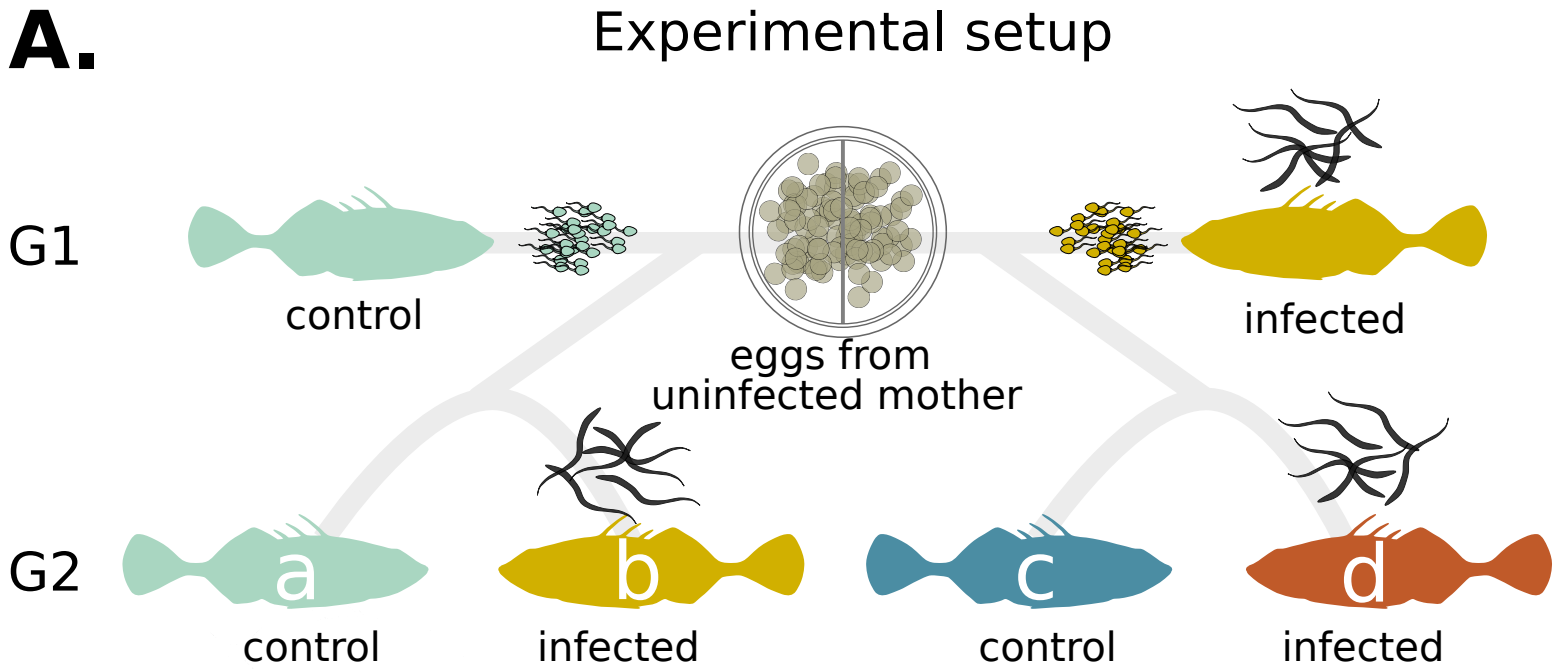 A.
Experimental setup
G1
control
infected
eggs from
uninfected mother
G2
a
b
c
d
control
infected
control
infected